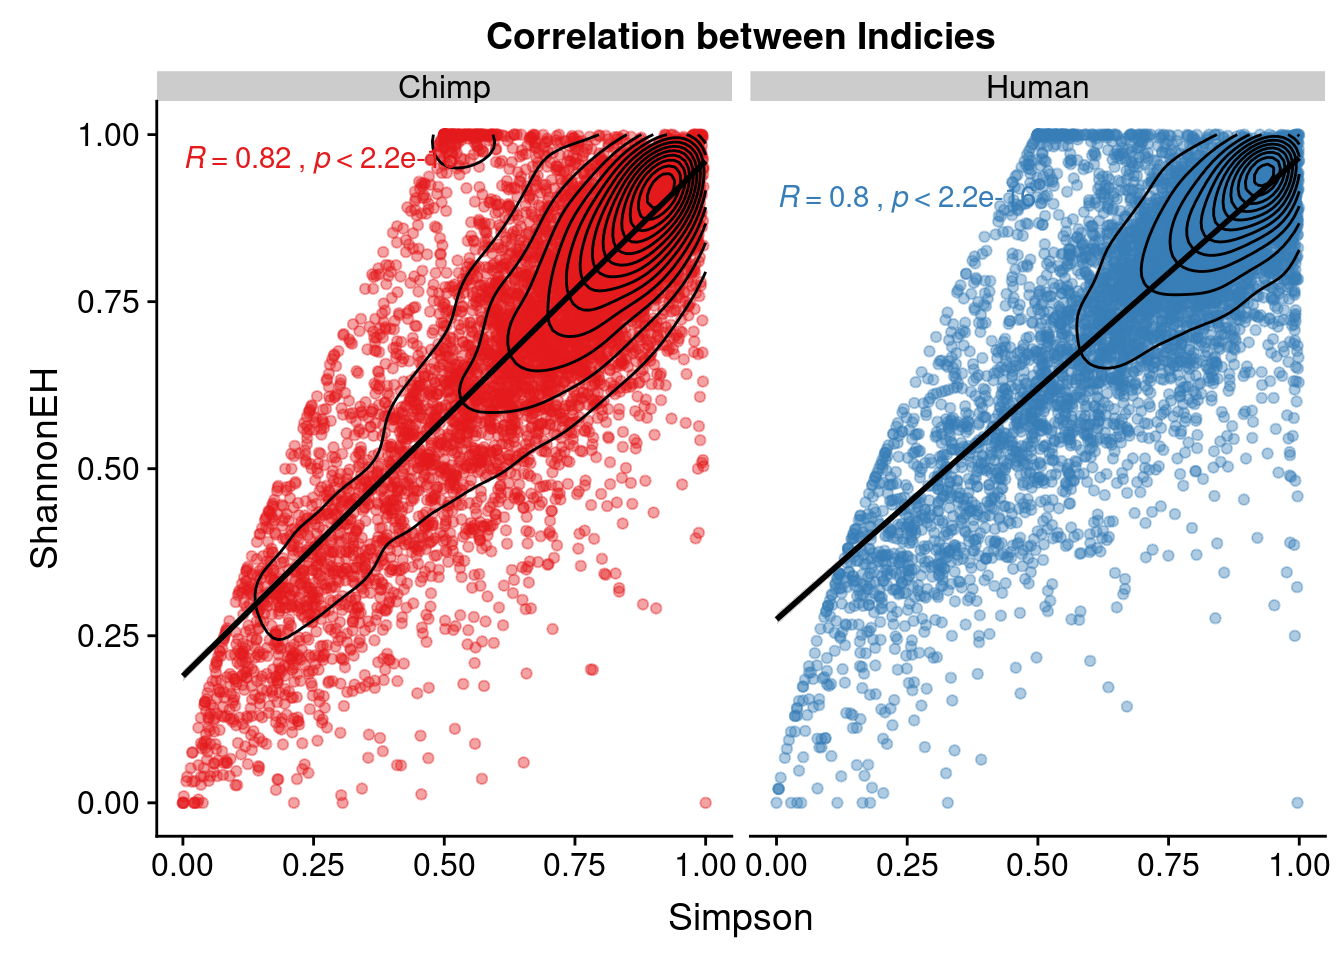 Correlation between Indicies
Chimp
Human
R = 0.82 , p < 2.2e-
R = 0.8 , p < 2.2e-16
ShannonEH
1.00
0.75
0.50
0.25
0.00
0.00 0.25 0.50 0.75 1.00
0.00 0.25 0.50 0.75 1.00
Simpson